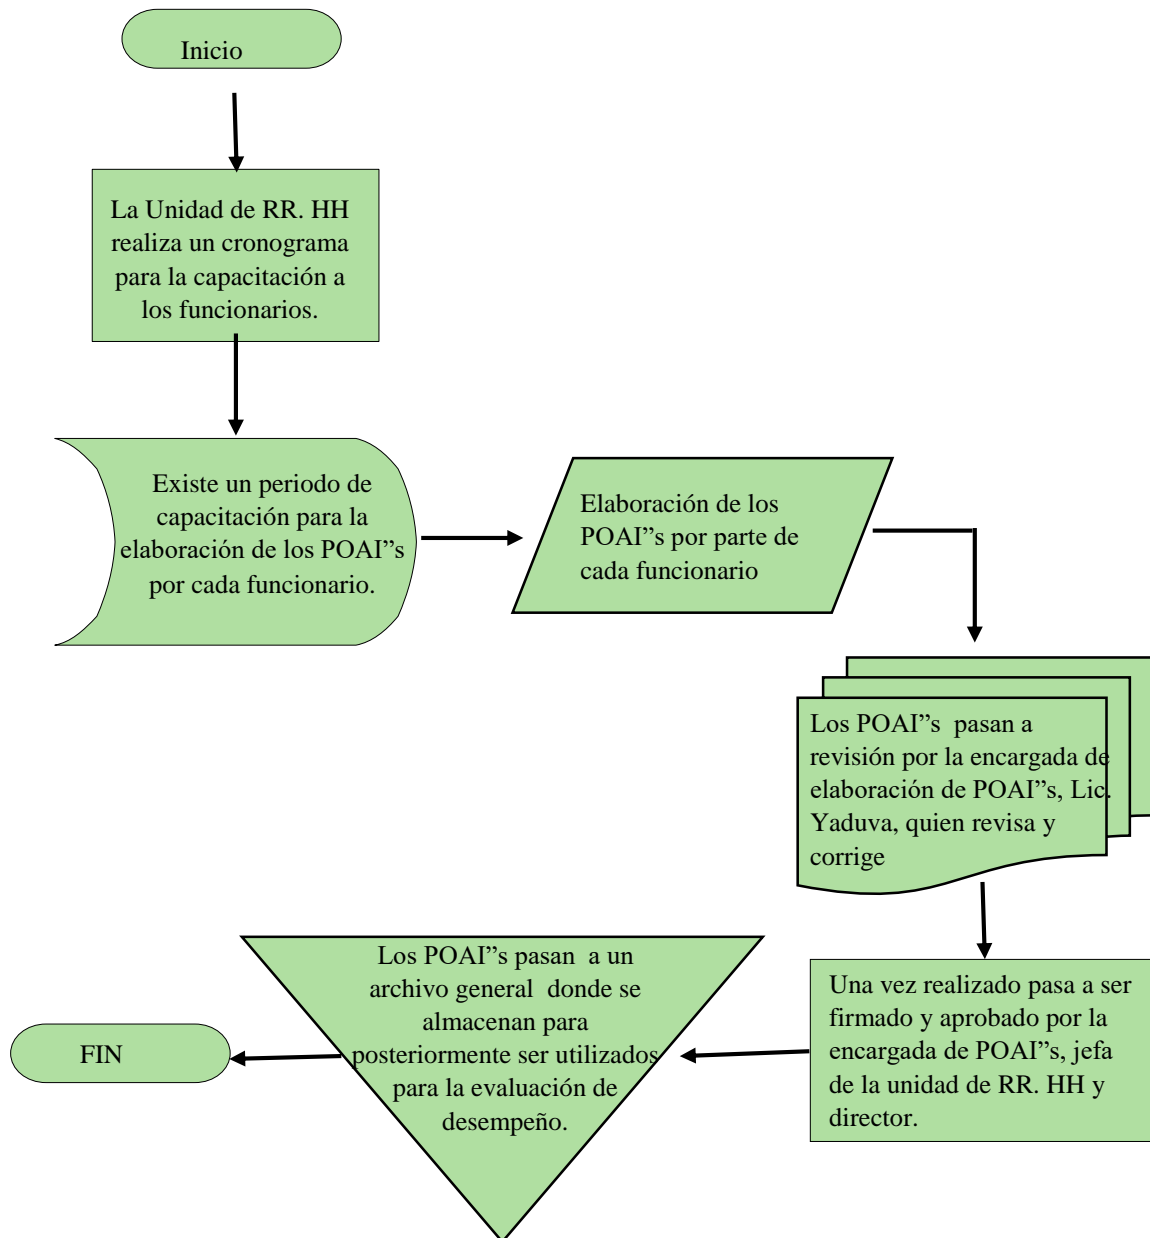 Inicio
La Unidad de RR. HH
realiza un cronograma
para la capacitación a
los funcionarios.
Existe un periodo de
capacitación para la
elaboración de los POAI”s
por cada funcionario.
Elaboración de los
POAI”s por parte de
cada funcionario
Los POAI”s pasan a
revisión por la encargada de
elaboración de POAI”s, Lic.
Yaduva, quien revisa y
corrige
Una vez realizado pasa a ser
firmado y aprobado por la
encargada de POAI”s, jefa
de la unidad de RR. HH y
director.
Los POAI”s pasan a un
archivo general donde se
almacenan para
posteriormente ser utilizados
para la evaluación de
desempeño.
FIN